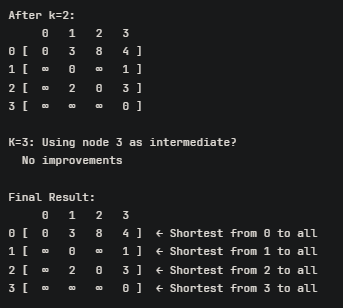 After k=2:
     0   1   2   3
0 [  0   3   8   4 ]
1 [  ∞   0   ∞   1 ]
2 [  ∞   2   0   3 ]
3 [  ∞   ∞   ∞   0 ]
K=3: Using node 3 as intermediate?
  No improvements
Final Result:
     0   1   2   3
0 [  0   3   8   4 ]  ← Shortest from 0 to all
1 [  ∞   0   ∞   1 ]  ← Shortest from 1 to all
2 [  ∞   2   0   3 ]  ← Shortest from 2 to all
3 [  ∞   ∞   ∞   0 ]  ← Shortest from 3 to all